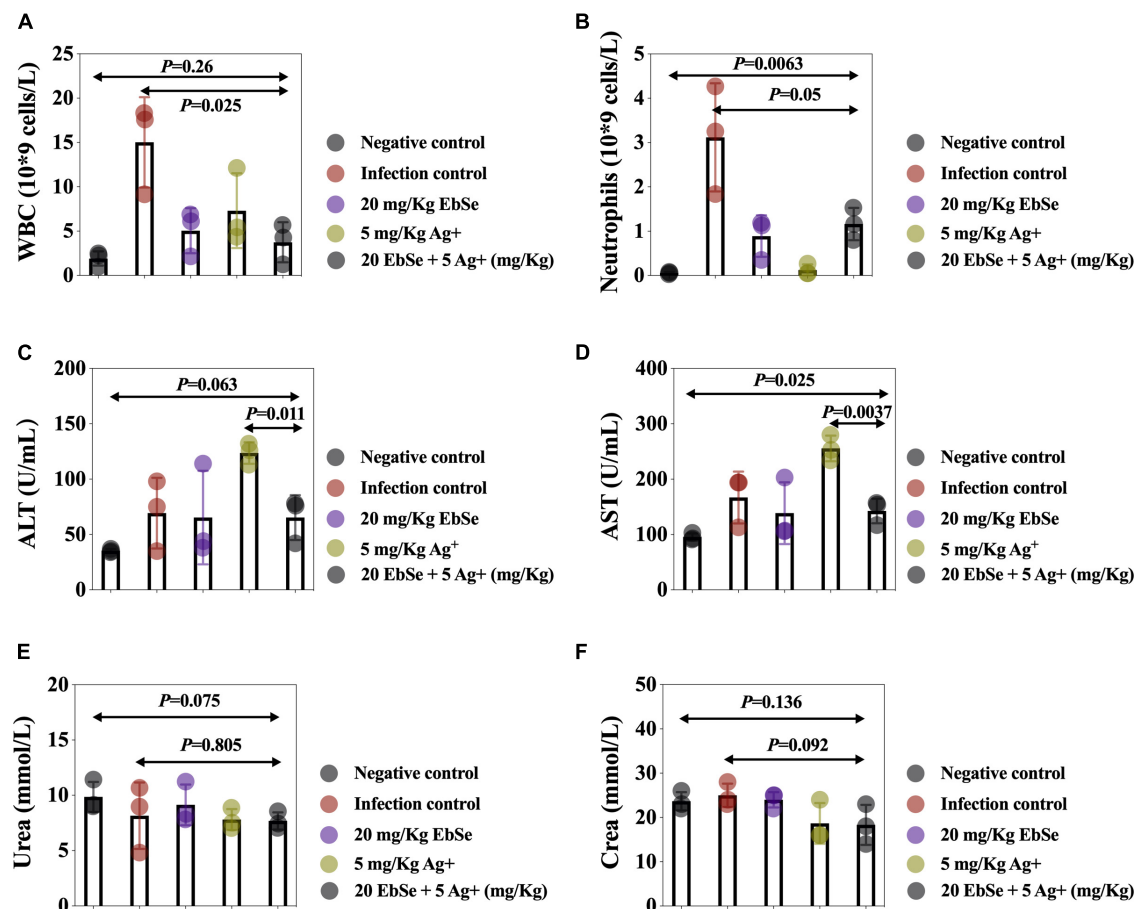 A
WBC (10*9 cells/L)
25
20
15
10
5
0
P=0.26
P=0.025
Negative control
Infection control
20 mg/Kg EbSe
5 mg/Kg Ag+
20 EbSe + 5 Ag+ (mg/Kg)
B
Neutrophils (10*9 cells/L)
5
4
3
2
1
0
P=0.0063
P=0.05
Negative control
Infection control
20 mg/Kg EbSe
5 mg/Kg Ag+
20 EbSe + 5 Ag+ (mg/Kg)
C
ALT (U/mL)
200
150
100
50
0
P=0.063
P=0.011
Negative control
Infection control
20 mg/Kg EbSe
5 mg/Kg Ag⁺
20 EbSe + 5 Ag+ (mg/Kg)
D
AST (U/mL)
400
300
200
100
0
P=0.025
P=0.0037
Negative control
Infection control
20 mg/Kg EbSe
5 mg/Kg Ag+
20 EbSe + 5 Ag+ (mg/Kg)
E
Urea (mmol/L)
20
15
10
5
0
P=0.075
P=0.805
Negative control
Infection control
20 mg/Kg EbSe
5 mg/Kg Ag+
20 EbSe + 5 Ag+ (mg/Kg)
F
Crea (mmol/L)
50
40
30
20
10
0
P=0.136
P=0.092
Negative control
Infection control
20 mg/Kg EbSe
5 mg/Kg Ag+
20 EbSe + 5 Ag+ (mg/Kg)